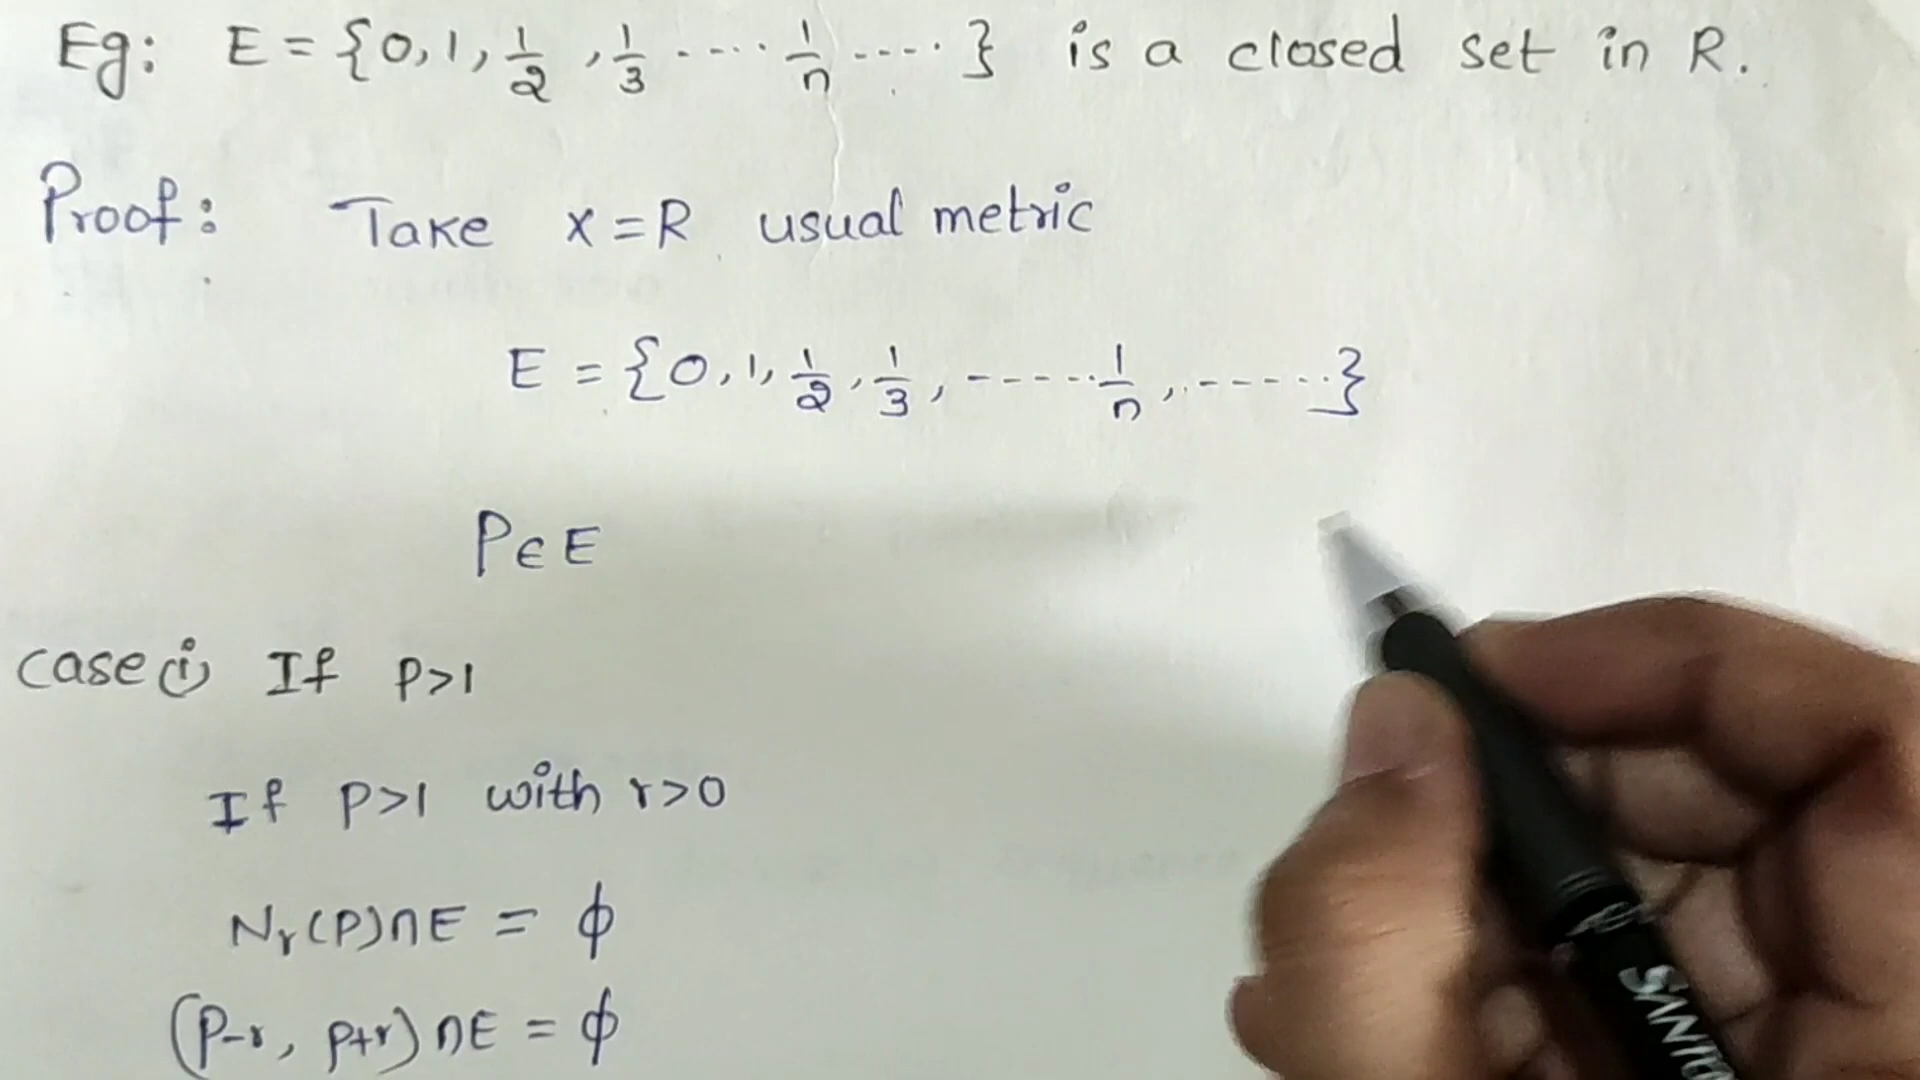 Eg: E = {0, 1, 1/2, 1/3 ---- 1/n ----} is a closed set in R.
Proof: Take x = R usual metric
E = {0, 1, 1/2, 1/3, ----- 1/n, ------}
P ∈ E
case (i) If p>1
If p>1 with r>0
Nr(p)∩E = ϕ
(p-r, p+r)∩E = ϕ